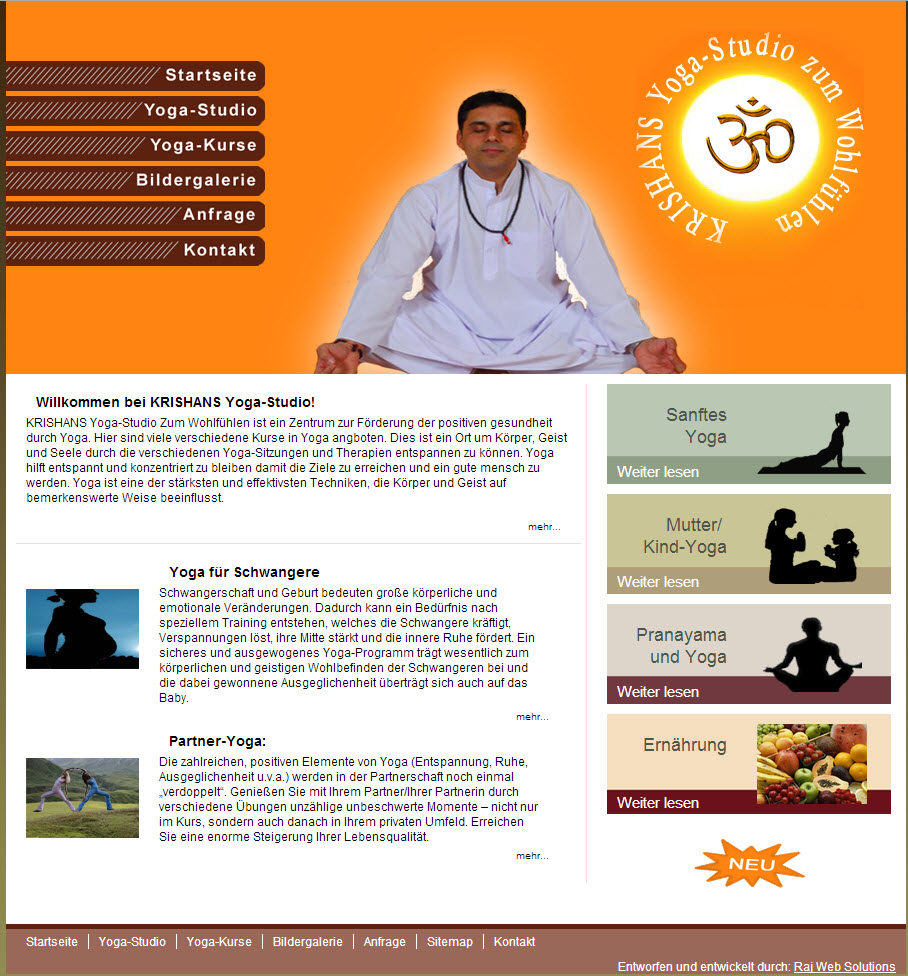 Startseite
Yoga-Studio
Yoga-Kurse
Bildergalerie
Anfrage
Kontakt
KRISHANS Yoga-Studio zum Wohlfühlen
ॐ
Willkommen bei KRISHANS Yoga-Studio!
KRISHANS Yoga-Studio Zum Wohlfühlen ist ein Zentrum zur Förderung der positiven gesundheit
durch Yoga. Hier sind viele verschiedene Kurse in Yoga angboten. Dies ist ein Ort um Körper, Geist
und Seele durch die verschiedenen Yoga-Sitzungen und Therapien entspannen zu können. Yoga
hilft entspannt und konzentriert zu bleiben damit die Ziele zu erreichen und ein gute mensch zu
werden. Yoga ist eine der stärksten und effektivsten Techniken, die Körper und Geist auf
bemerkenswerte Weise beeinflusst.
mehr...
Yoga für Schwangere
Schwangerschaft und Geburt bedeuten große körperliche und
emotionale Veränderungen. Dadurch kann ein Bedürfnis nach
speziellem Training entstehen, welches die Schwangere kräftigt,
Verspannungen löst, ihre Mitte stärkt und die innere Ruhe fördert. Ein
sicheres und ausgewogenes Yoga-Programm trägt wesentlich zum
körperlichen und geistigen Wohlbefinden der Schwangeren bei und
die dabei gewonnene Ausgeglichenheit überträgt sich auch auf das
Baby.
mehr...
Partner-Yoga:
Die zahlreichen, positiven Elemente von Yoga (Entspannung, Ruhe,
Ausgeglichenheit u.v.a.) werden in der Partnerschaft noch einmal
„verdoppelt“. Genießen Sie mit Ihrem Partner/Ihrer Partnerin durch
verschiedene Übungen unzählige unbeschwerte Momente – nicht nur
im Kurs, sondern auch danach in Ihrem privaten Umfeld. Erreichen
Sie eine enorme Steigerung Ihrer Lebensqualität.
mehr...
Sanftes
Yoga
Weiter lesen
Mutter/
Kind-Yoga
Weiter lesen
Pranayama
und Yoga
Weiter lesen
Ernährung
Weiter lesen
NEU
Startseite Yoga-Studio Yoga-Kurse Bildergalerie Anfrage Sitemap Kontakt
Entworfen und entwickelt durch: Raj Web Solutions